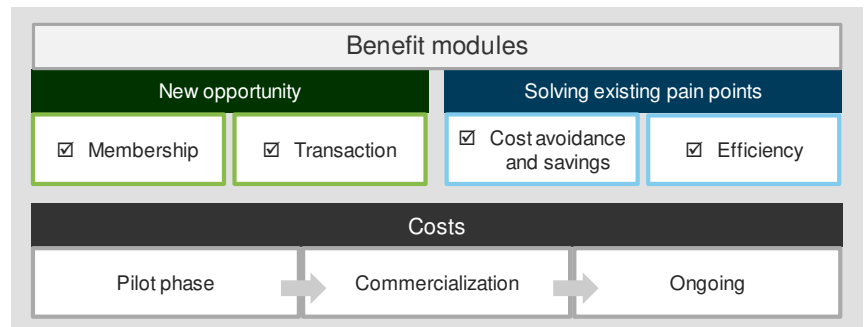 Benefit modules
New opportunity
Solving existing pain points
☑ Membership
☑ Transaction
☑ Cost avoidance
and savings
☑ Efficiency
Costs
Pilot phase
Commercialization
Ongoing